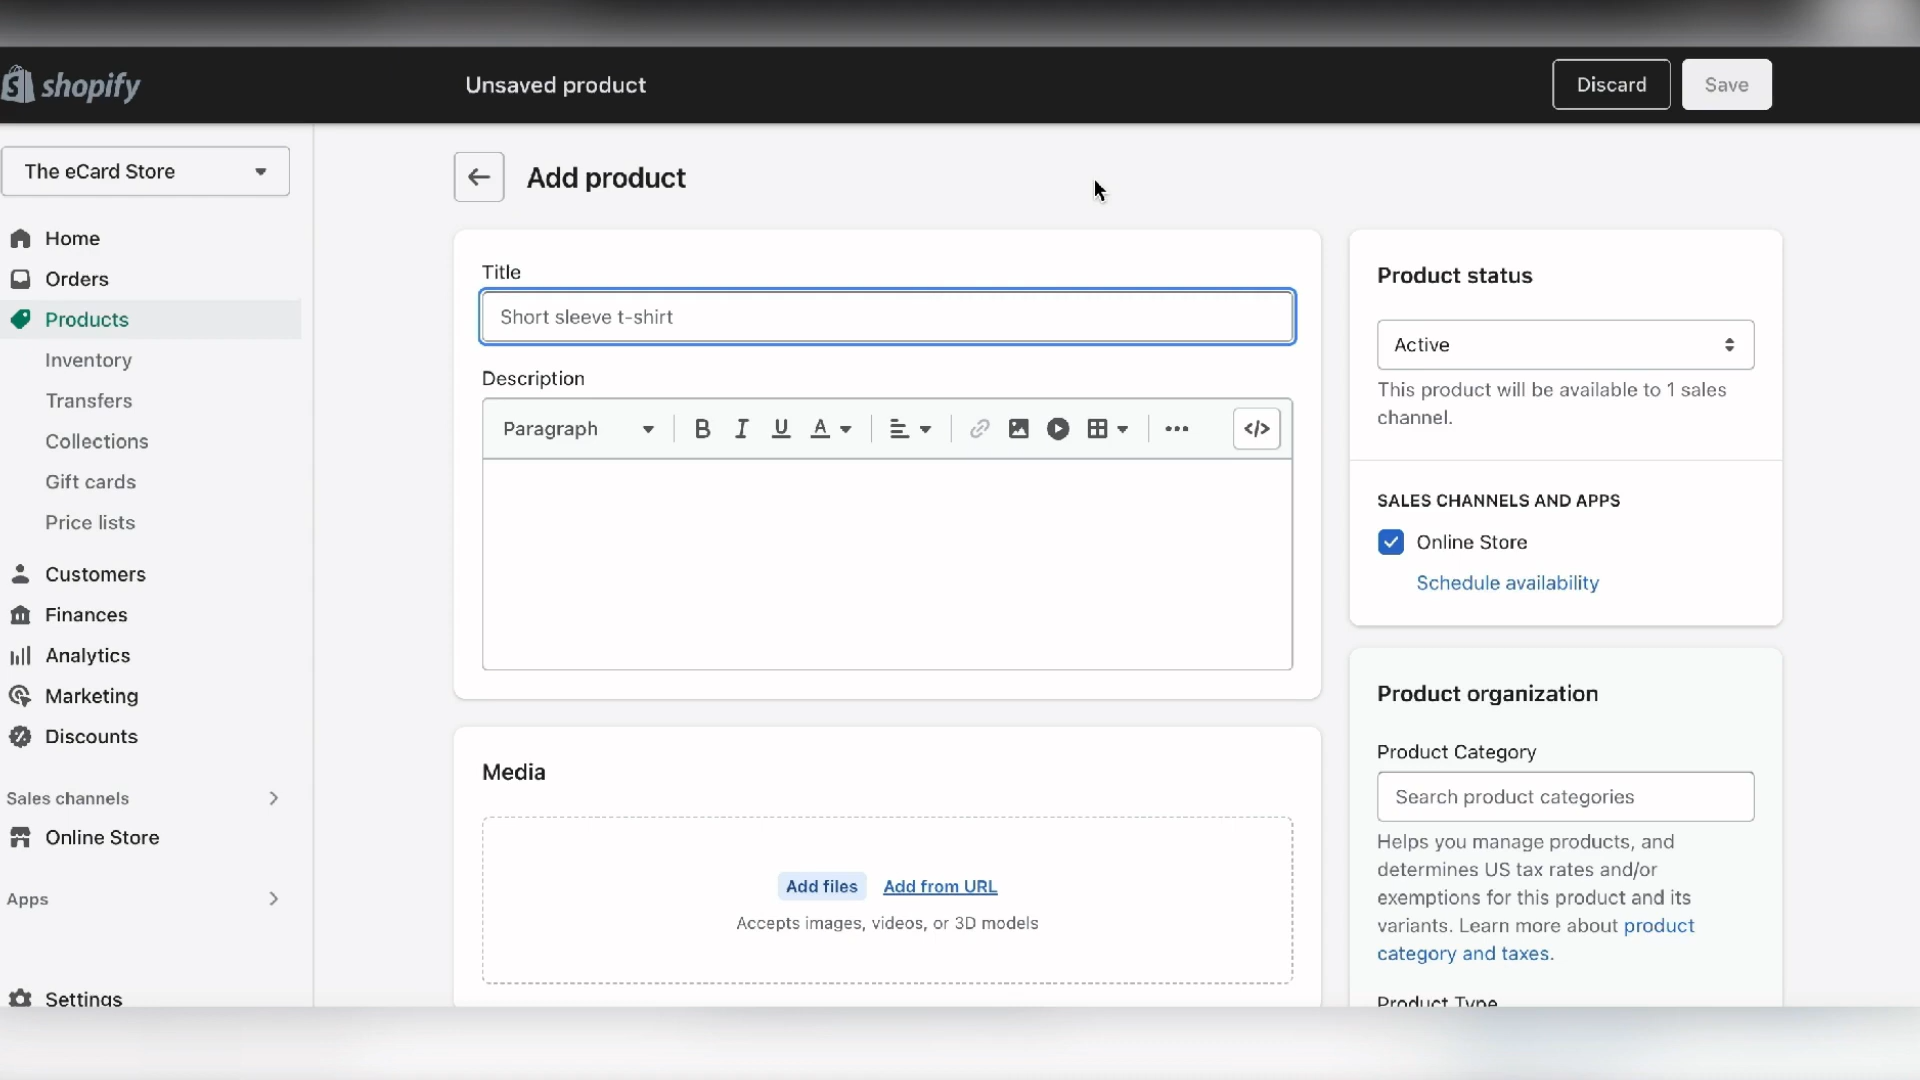 shopify
Unsaved product
Discard
Save
The eCard Store
Home
Orders
Products
Inventory
Transfers
Collections
Gift cards
Price lists
Customers
Finances
Analytics
Marketing
Discounts
Sales channels
Online Store
Apps
Settings
Add product
Title
Short sleeve t-shirt
Description
Paragraph
B I U A
</>
Media
Add files Add from URL
Accepts images, videos, or 3D models
Product status
Active
This product will be available to 1 sales
channel.
SALES CHANNELS AND APPS
Online Store
Schedule availability
Product organization
Product Category
Search product categories
Helps you manage products, and
determines US tax rates and/or
exemptions for this product and its
variants. Learn more about product
category and taxes.
Product Type